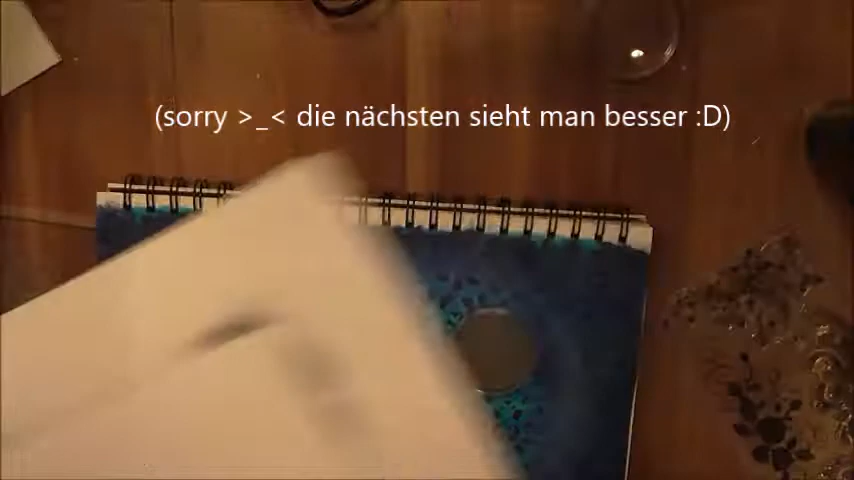 (sorry >_< die nächsten sieht man besser :D)